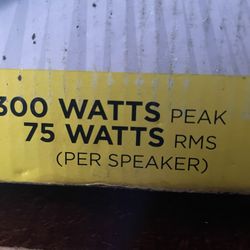 300 WATTS PEAK
75 WATTS RMS
(PER SPEAKER)